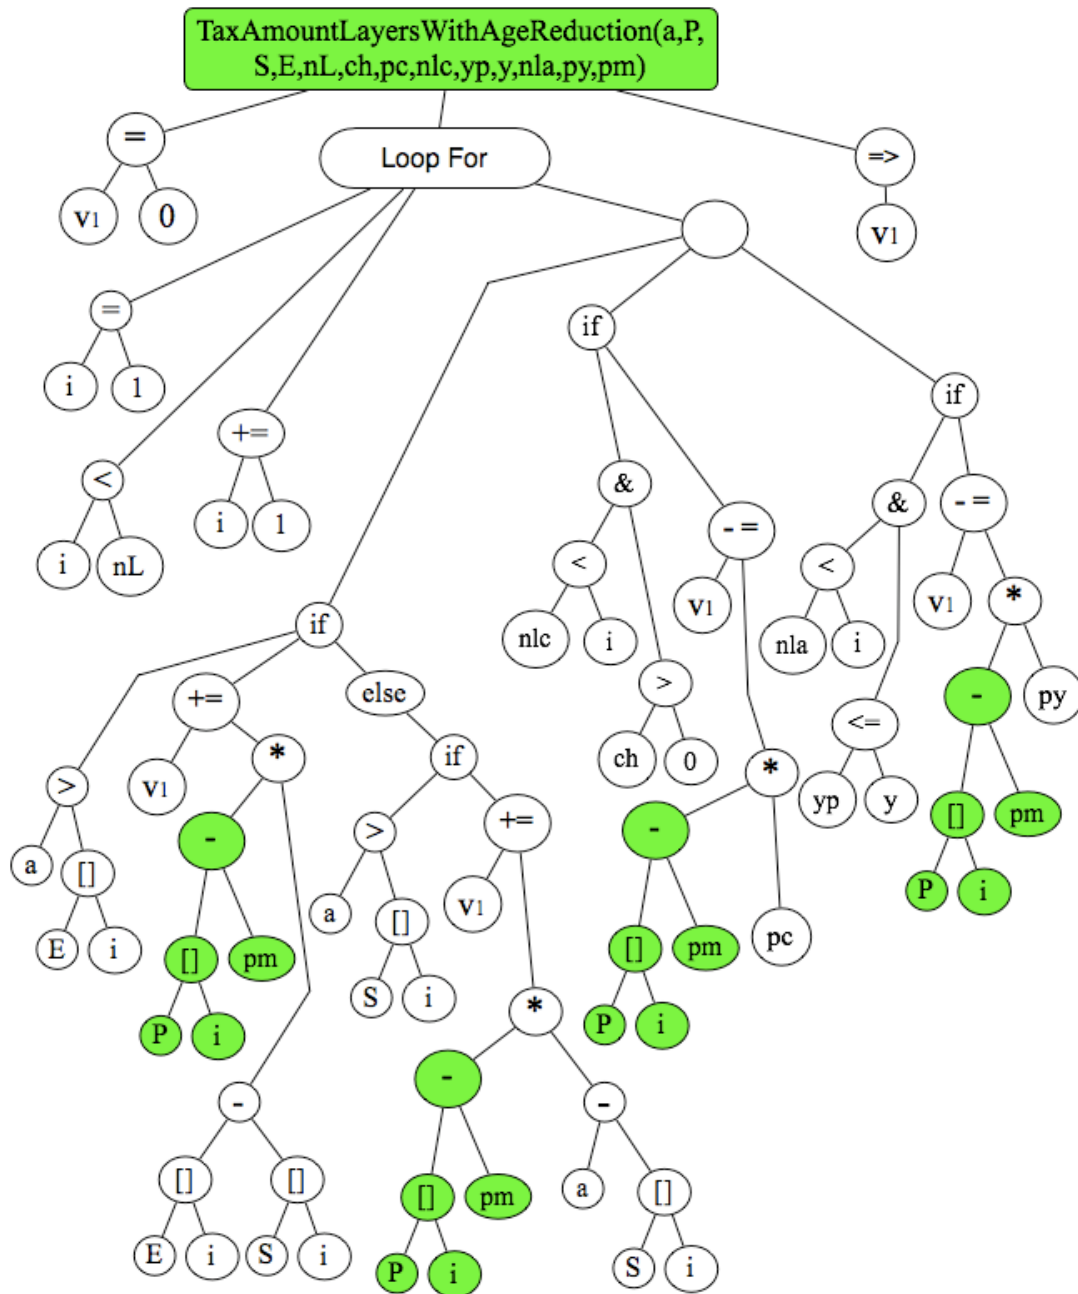 TaxAmountLayersWithAgeReduction(a,P,
S,E,nL,ch,pc,nlc,yp,y,nla,py,pm)
=
Loop For
=>
v1
0
v1
=
if
i
1
if
+=
<
&
&
- =
i
1
- =
i
nL
<
<
v1
*
v1
nlc
i
nla
i
if
>
-
py
+=
else
<=
ch
0
*
if
*
>
v1
yp
y
[]
pm
-
>
+=
-
a
[]
P
i
a
[]
v1
E
i
[]
pm
[]
pm
pc
S
i
*
P
i
P
i
-
-
-
[]
[]
[]
pm
a
[]
E
i
S
i
P
i
S
i